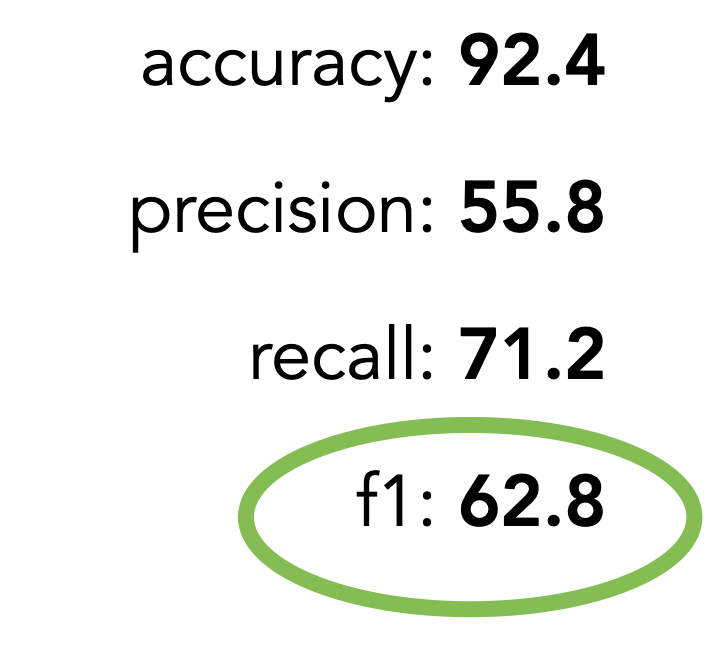 accuracy: 92.4
precision: 55.8
recall: 71.2
f1: 62.8